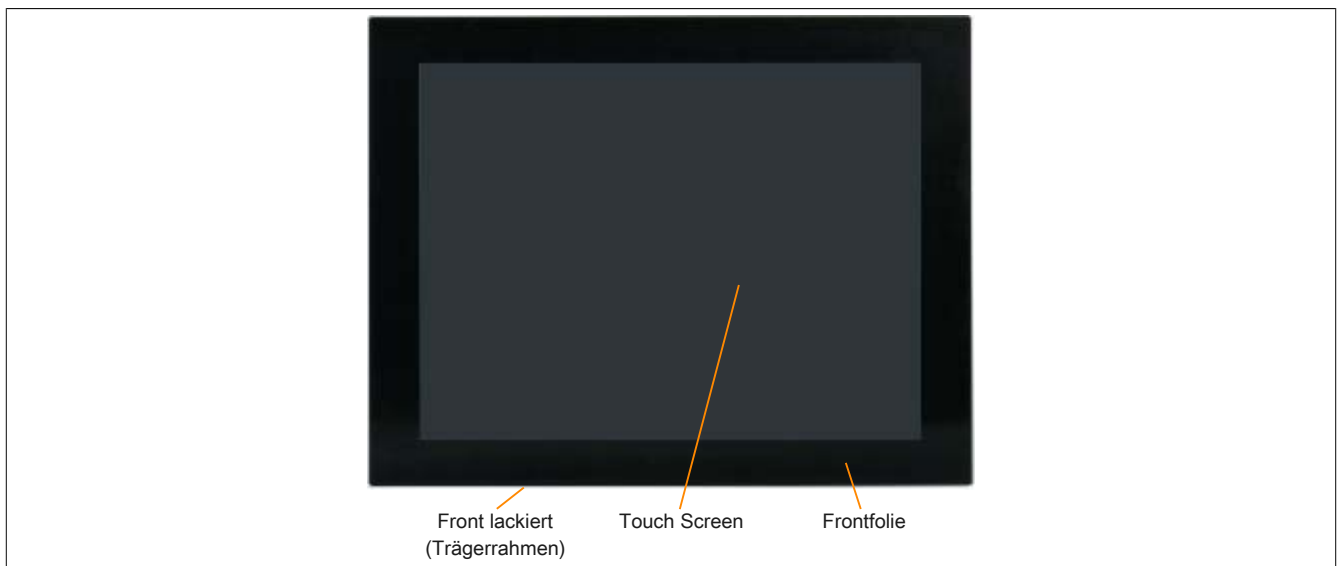 Front lackiert
(Trägerrahmen)
Touch Screen
Frontfolie